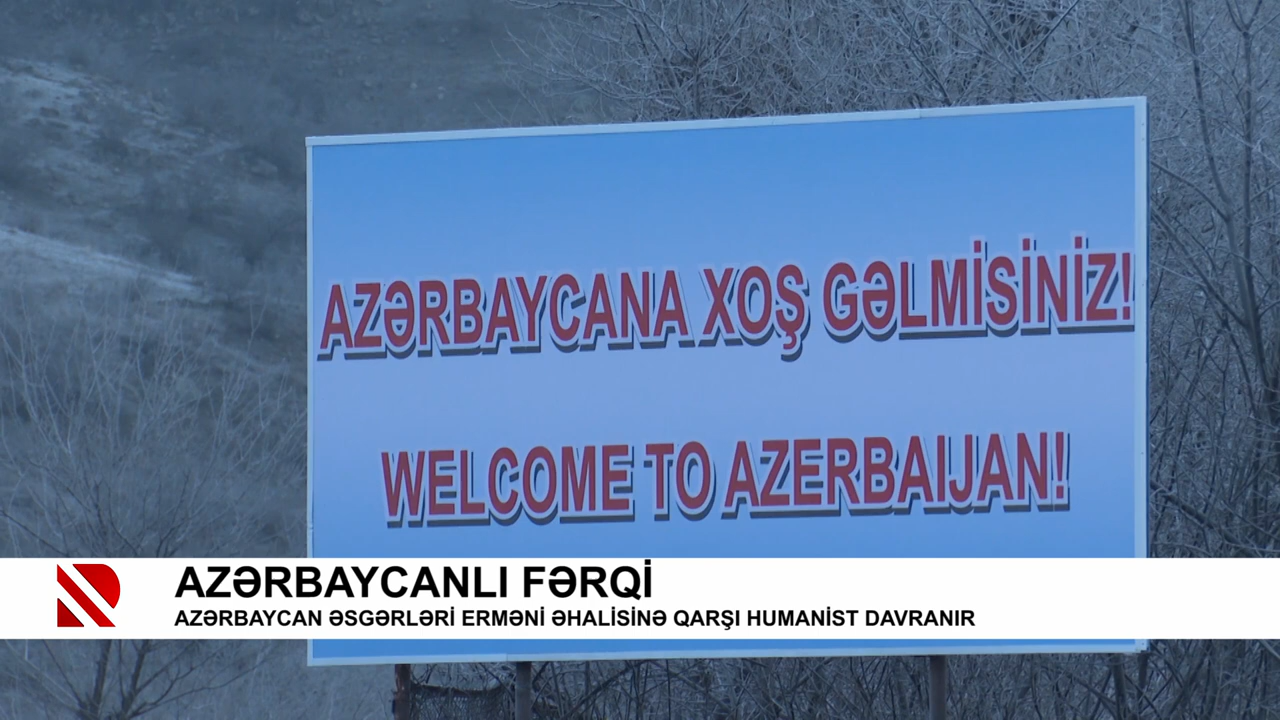 AZƏRBAYCANA XOŞ GƏLMİSİNİZ!
WELCOME TO AZERBAIJAN!
AZƏRBAYCANLI FƏRQİ
AZƏRBAYCAN ƏSGƏRLƏRİ ERMƏNİ ƏHALİSİNƏ QARŞI HUMANİST DAVRANIR